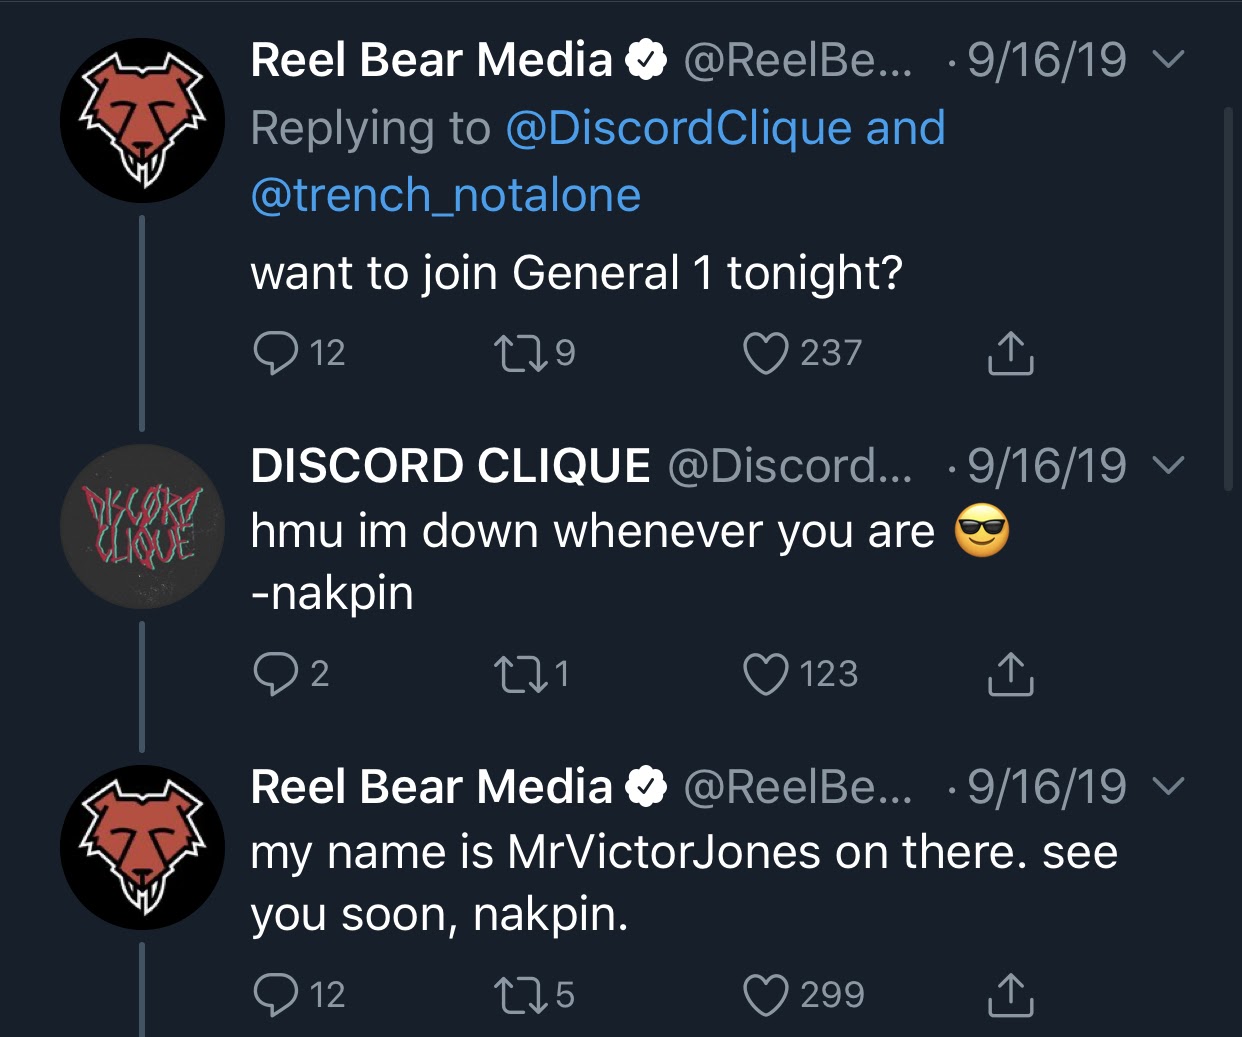 Reel Bear Media @ReelBe... · 9/16/19
Replying to @DiscordClique and
@trench_notalone
want to join General 1 tonight?
12 9 237
DISCORD CLIQUE @Discord... · 9/16/19
DISCORD
CLIQUE
hmu im down whenever you are 😎
-nakpin
2 1 123
Reel Bear Media @ReelBe... · 9/16/19
my name is MrVictorJones on there. see
you soon, nakpin.
12 5 299